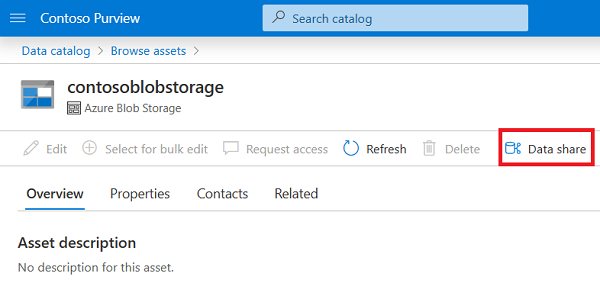 Contoso Purview
Search catalog
Data catalog > Browse assets >
contosoblobstorage
Azure Blob Storage
Edit Select for bulk edit Request access Refresh Delete Data share
Overview Properties Contacts Related
Asset description
No description for this asset.